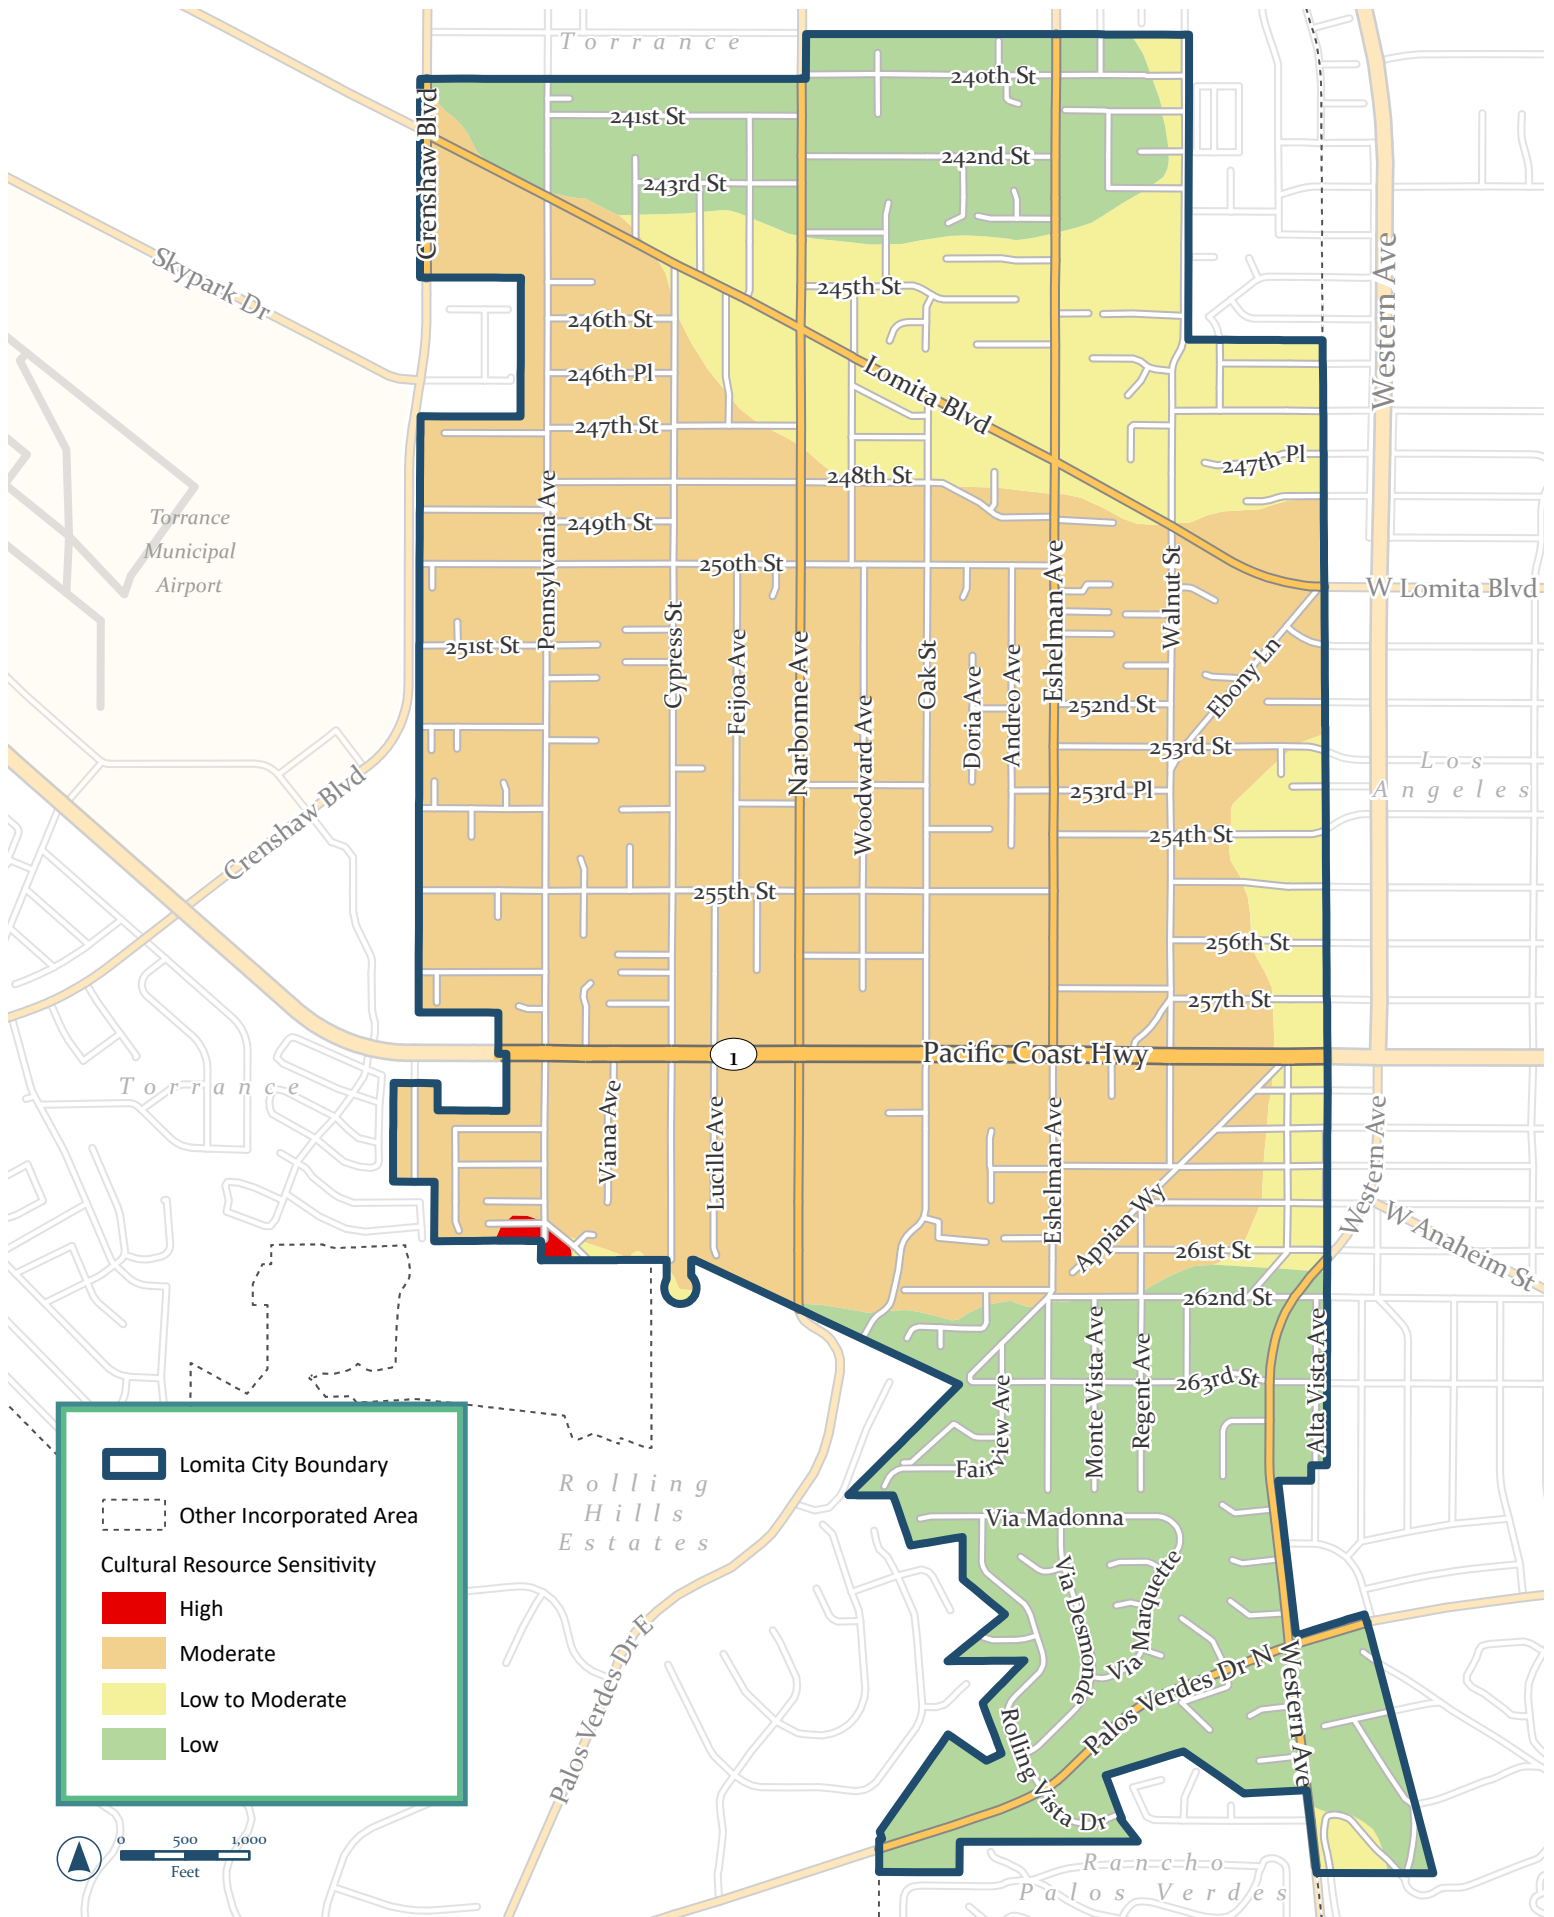 Torrance
240th St
Crenshaw Blvd
241st St
242nd St
243rd St
Skypark Dr
Western Ave
245th St
246th St
246th Pl
Lomita Blvd
247th St
247th Pl
248th St
Pennsylvania Ave
249th St
Torrance
Municipal
Airport
250th St
Eshelman Ave
Walnut St
W Lomita Blvd
251st St
Cypress St
Feijoa Ave
Narbonne Ave
Oak St
Doria Ave
Andreo Ave
Ebony Ln
Woodward Ave
252nd St
253rd St
253rd Pl
Los
Angeles
Crenshaw Blvd
254th St
255th St
256th St
257th St
1
Pacific Coast Hwy
Torrance
Viana Ave
Lucille Ave
Eshelman Ave
Western Ave
Appian Wy
W Anaheim St
261st St
262nd St
263rd St
Fairview Ave
Monte Vista Ave
Regent Ave
Alta Vista Ave
Rolling
Hills
Estates
Via Madonna
Via Desmonde
Via Marquette
Palos Verdes Dr E
Palos Verdes Dr N
Western Ave
Rolling Vista Dr
Rancho
Palos Verdes
Lomita City Boundary
Other Incorporated Area
Cultural Resource Sensitivity
High
Moderate
Low to Moderate
Low
0 500 1,000
Feet